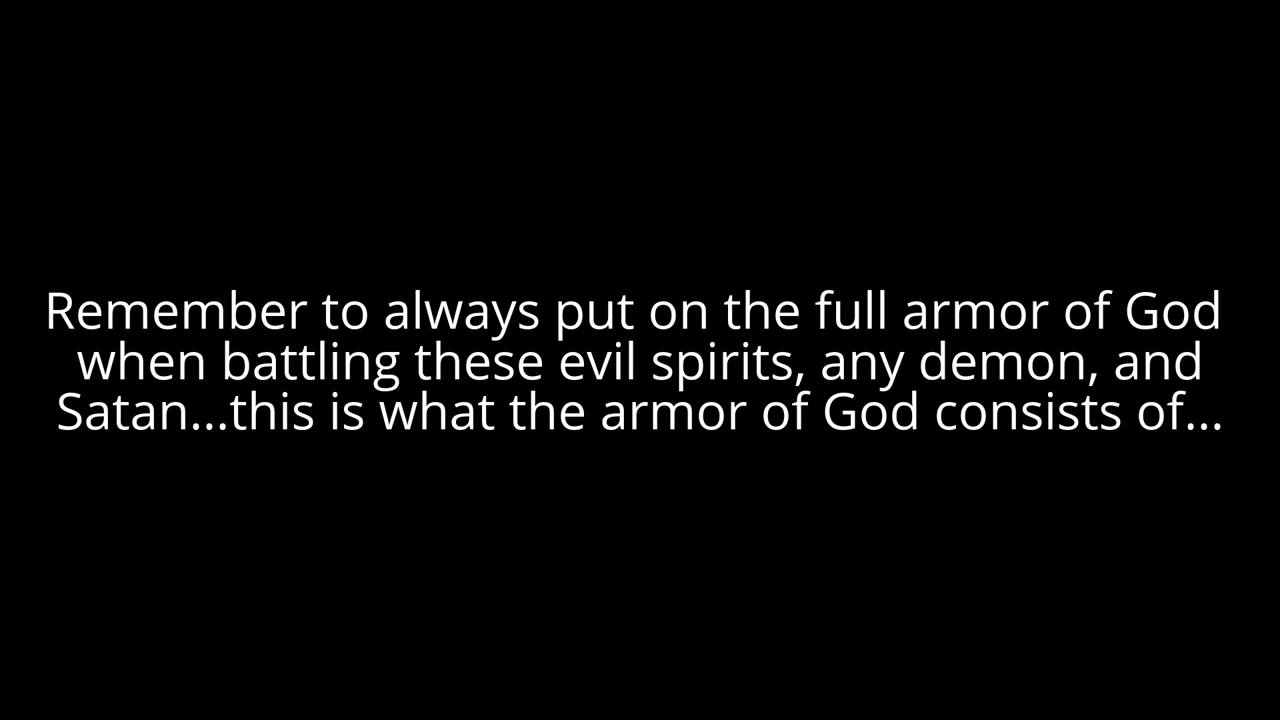 Remember to always put on the full armor of God
when battling these evil spirits, any demon, and
Satan...this is what the armor of God consists of...